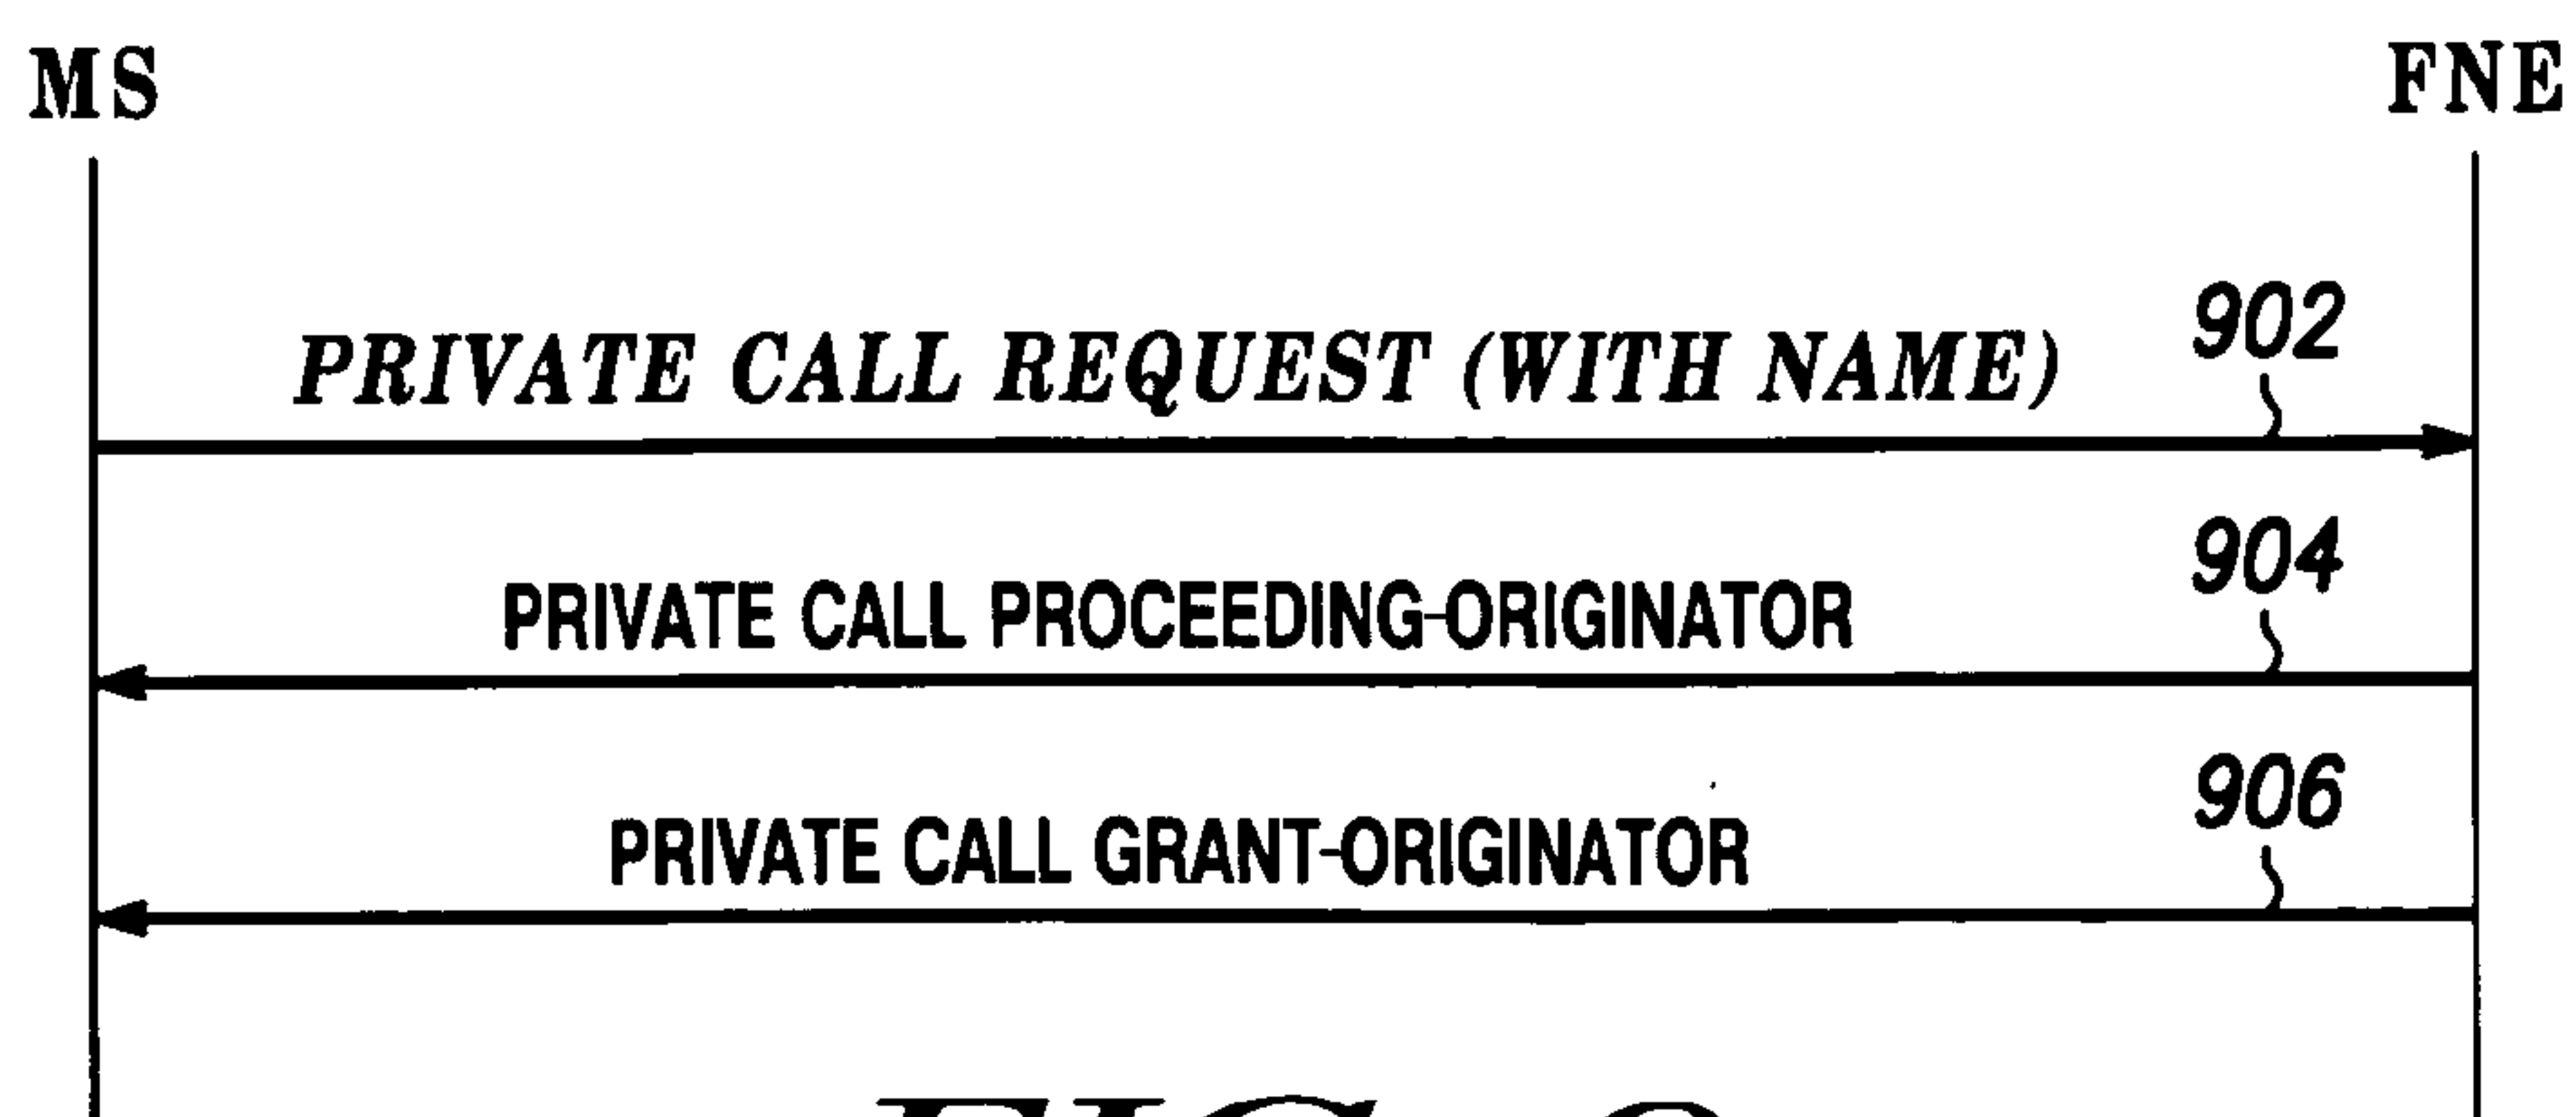 MS FNE
PRIVATE CALL REQUEST (WITH NAME) 902
904
PRIVATE CALL PROCEEDING-ORIGINATOR
906
PRIVATE CALL GRANT-ORIGINATOR